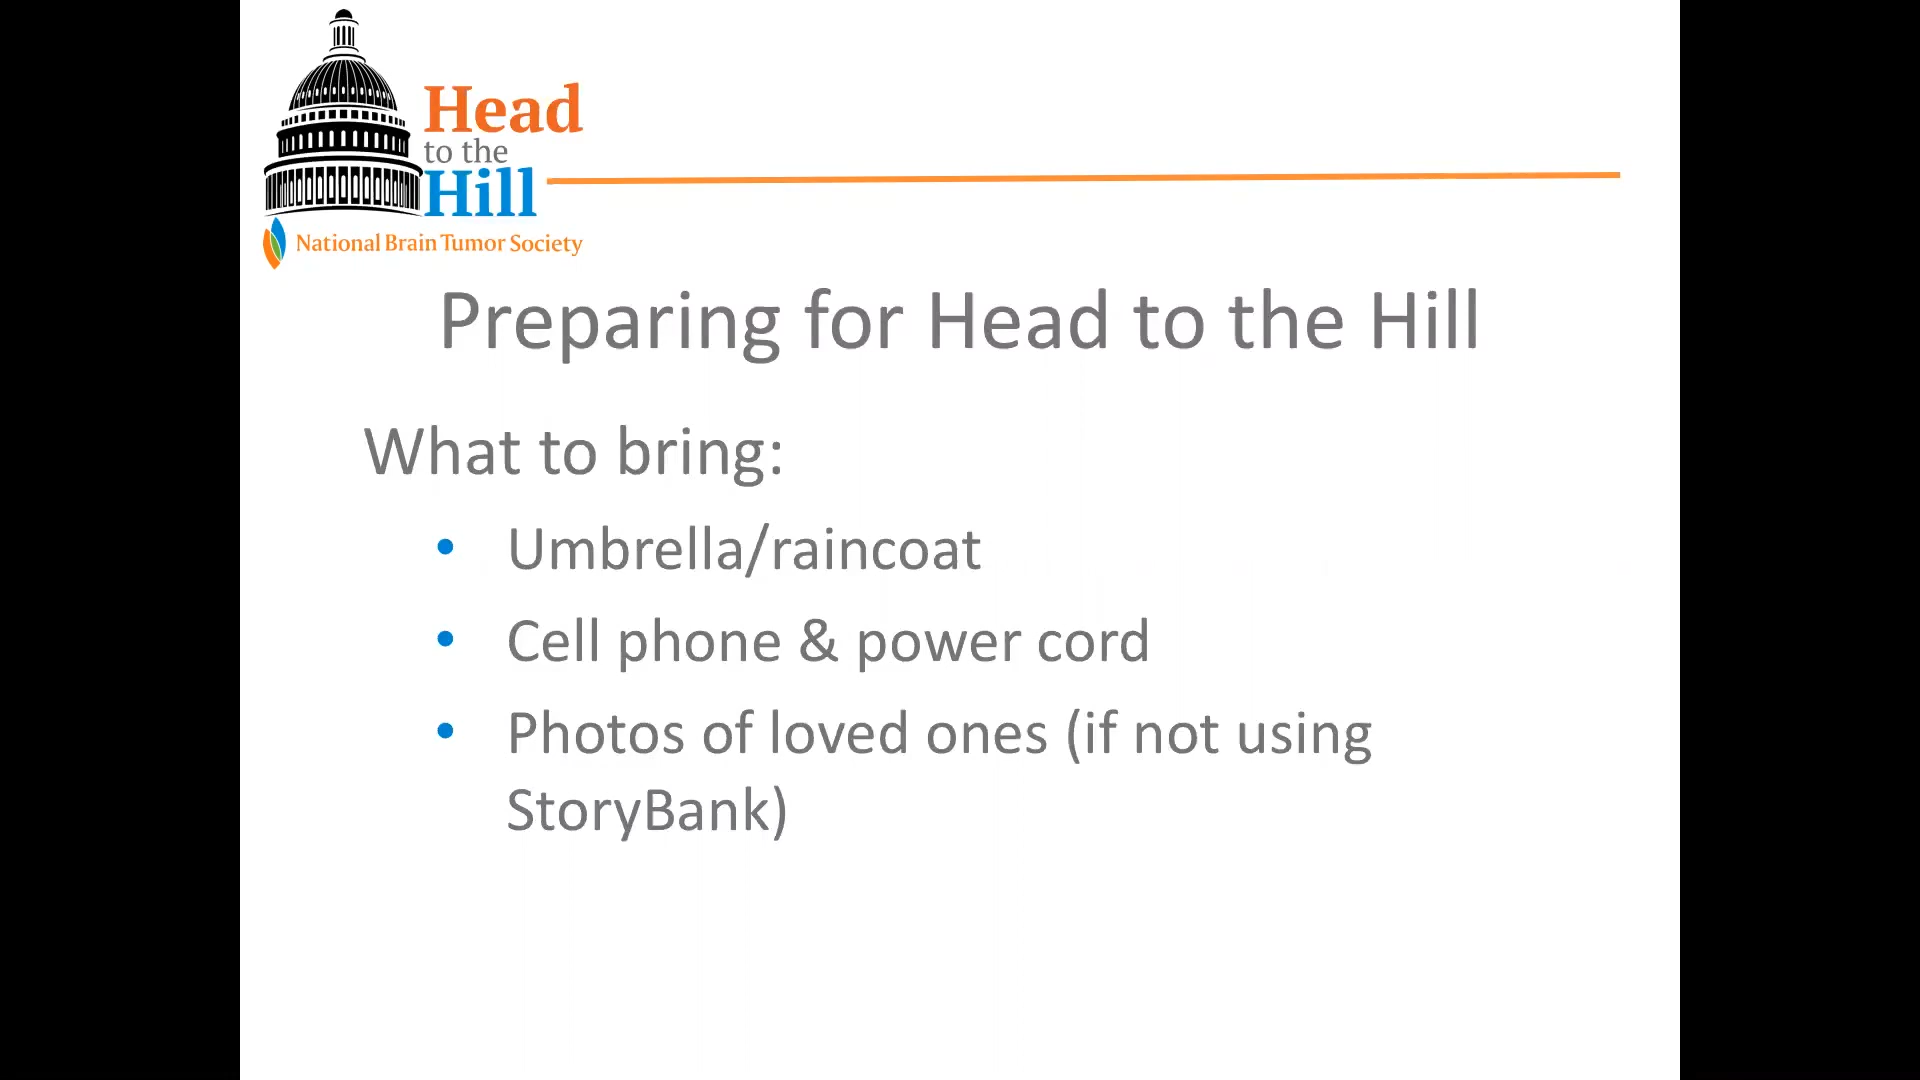 Head
to the
Hill
National Brain Tumor Society
Preparing for Head to the Hill
What to bring:
• Umbrella/raincoat
• Cell phone & power cord
• Photos of loved ones (if not using
StoryBank)